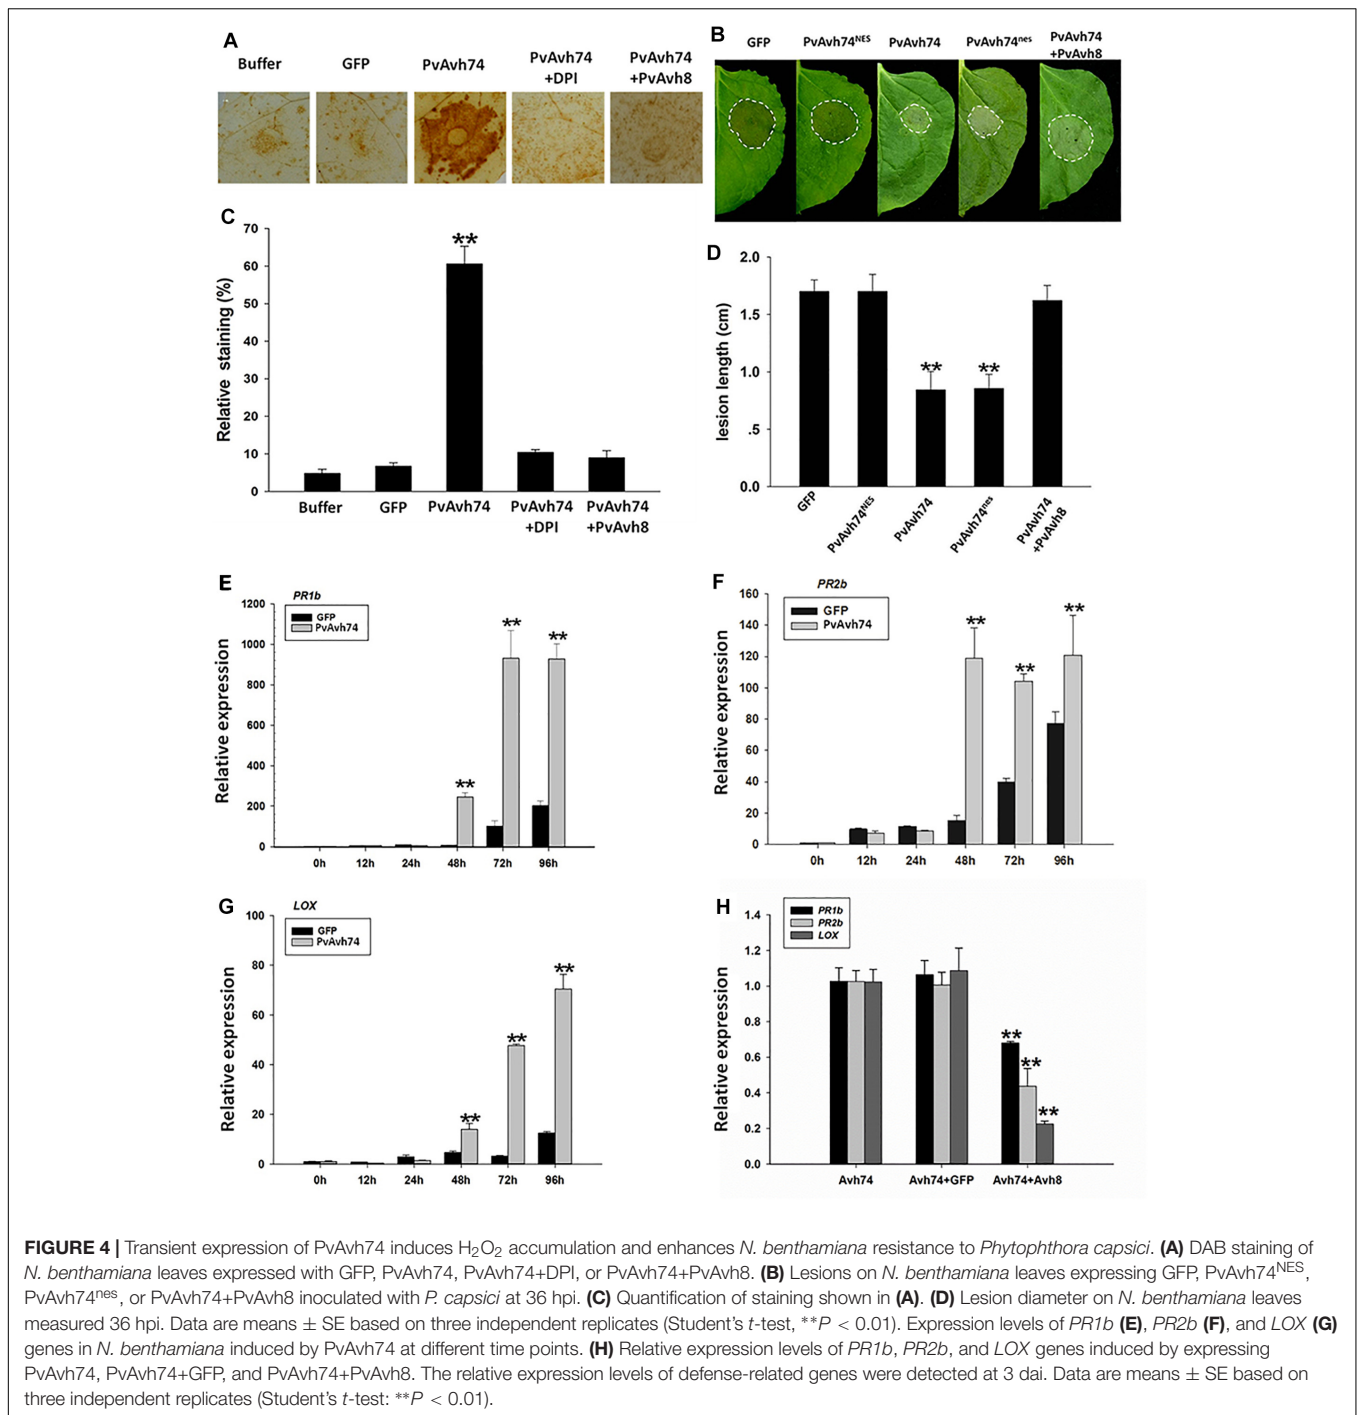 A
Buffer GFP PvAvh74 PvAvh74 +DPI PvAvh74 +PvAvh8
B
GFP PvAvh74NES PvAvh74 PvAvh74nes PvAvh74 +PvAvh8
C
Relative staining (%)
70
60
50
40
30
20
10
0
**
Buffer GFP PvAvh74 PvAvh74 +DPI PvAvh74 +PvAvh8
D
lesion length (cm)
2.0
1.5
1.0
.5
0.0
** **
GFP PvAvh74NES PvAvh74 PvAvh74nes PvAvh74 +PvAvh8
E
PR1b
GFP
PvAvh74
Relative expression
1200
1000
800
600
400
200
0
** ** **
0h 12h 24h 48h 72h 96h
F
PR2b
GFP
PvAvh74
Relative expression
160
140
120
100
80
60
40
20
0
** ** **
0h 12h 24h 48h 72h 96h
G
LOX
GFP
PvAvh74
Relative expression
100
80
60
40
20
0
** ** **
0h 12h 24h 48h 72h 96h
H
PR1b
PR2b
LOX
Relative expression
1.4
1.2
1.0
0.8
0.6
0.4
0.2
0.0
** ** **
Avh74 Avh74+GFP Avh74+Avh8
FIGURE 4 | Transient expression of PvAvh74 induces H2O2 accumulation and enhances N. benthamiana resistance to Phytophthora capsici. (A) DAB staining of
N. benthamiana leaves expressed with GFP, PvAvh74, PvAvh74+DPI, or PvAvh74+PvAvh8. (B) Lesions on N. benthamiana leaves expressing GFP, PvAvh74NES,
PvAvh74nes, or PvAvh74+PvAvh8 inoculated with P. capsici at 36 hpi. (C) Quantification of staining shown in (A). (D) Lesion diameter on N. benthamiana leaves
measured 36 hpi. Data are means ± SE based on three independent replicates (Student's t-test, **P < 0.01). Expression levels of PR1b (E), PR2b (F), and LOX (G)
genes in N. benthamiana induced by PvAvh74 at different time points. (H) Relative expression levels of PR1b, PR2b, and LOX genes induced by expressing
PvAvh74, PvAvh74+GFP, and PvAvh74+PvAvh8. The relative expression levels of defense-related genes were detected at 3 dai. Data are means ± SE based on
three independent replicates (Student's t-test: **P < 0.01).